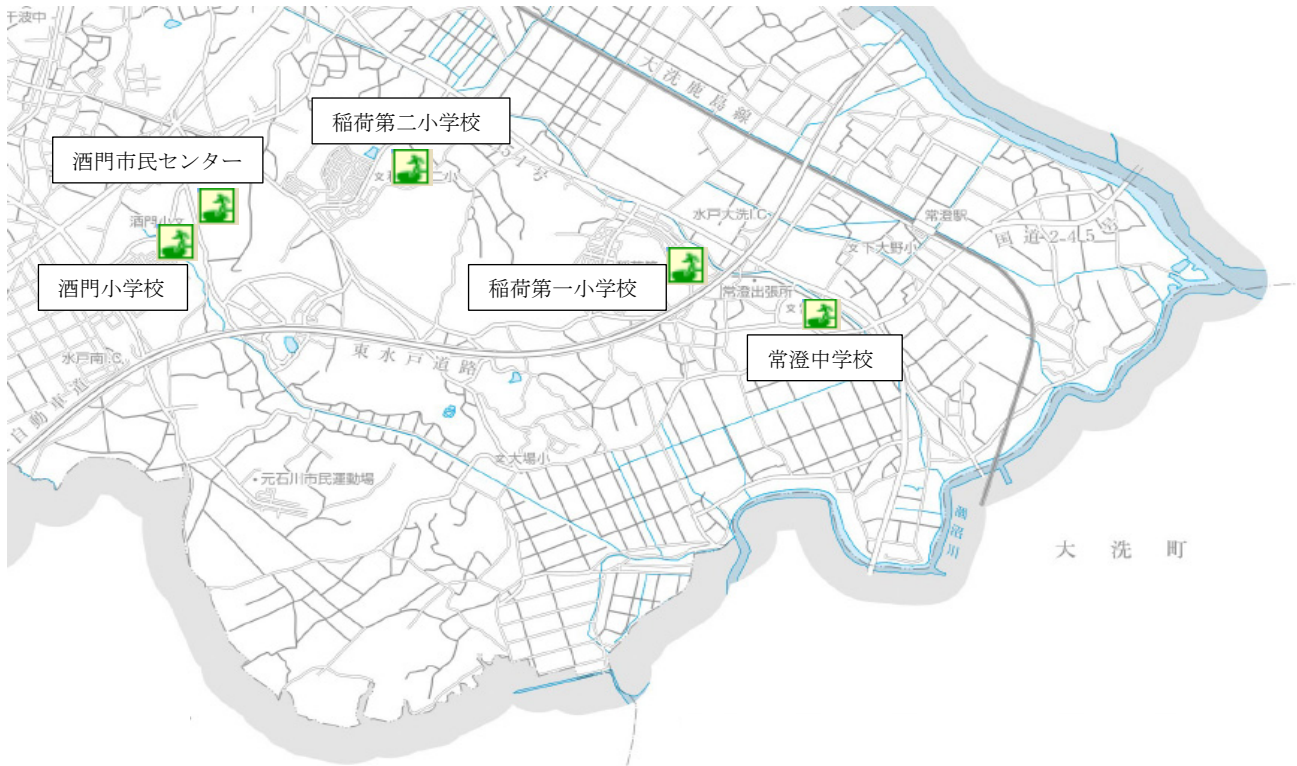 千波中
大洗鹿島線
稲荷第二小学校
51号
酒門市民センター
二小
酒門小
水戸大洗I.C
常澄駅
国道245号
下大野小
酒門小学校
稲荷第一小学校
常澄出張所
水戸南I.C
東水戸道路
常澄中学校
自動車道
大場小
元石川市民運動場
涸沼川
大洗町